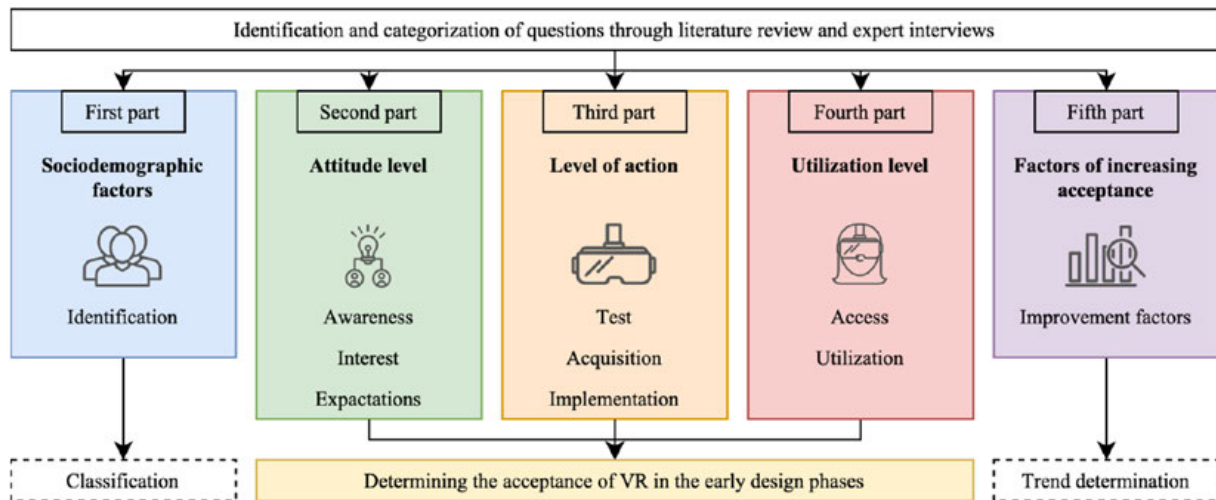 Identification and categorization of questions through literature review and expert interviews
First part
Second part
Third part
Fourth part
Fifth part
Sociodemographic
factors
Attitude level
Level of action
Utilization level
Factors of increasing
acceptance
Identification
Awareness
Interest
Expactations
Test
Acquisition
Implementation
Access
Utilization
Improvement factors
Classification
Determining the acceptance of VR in the early design phases
Trend determination